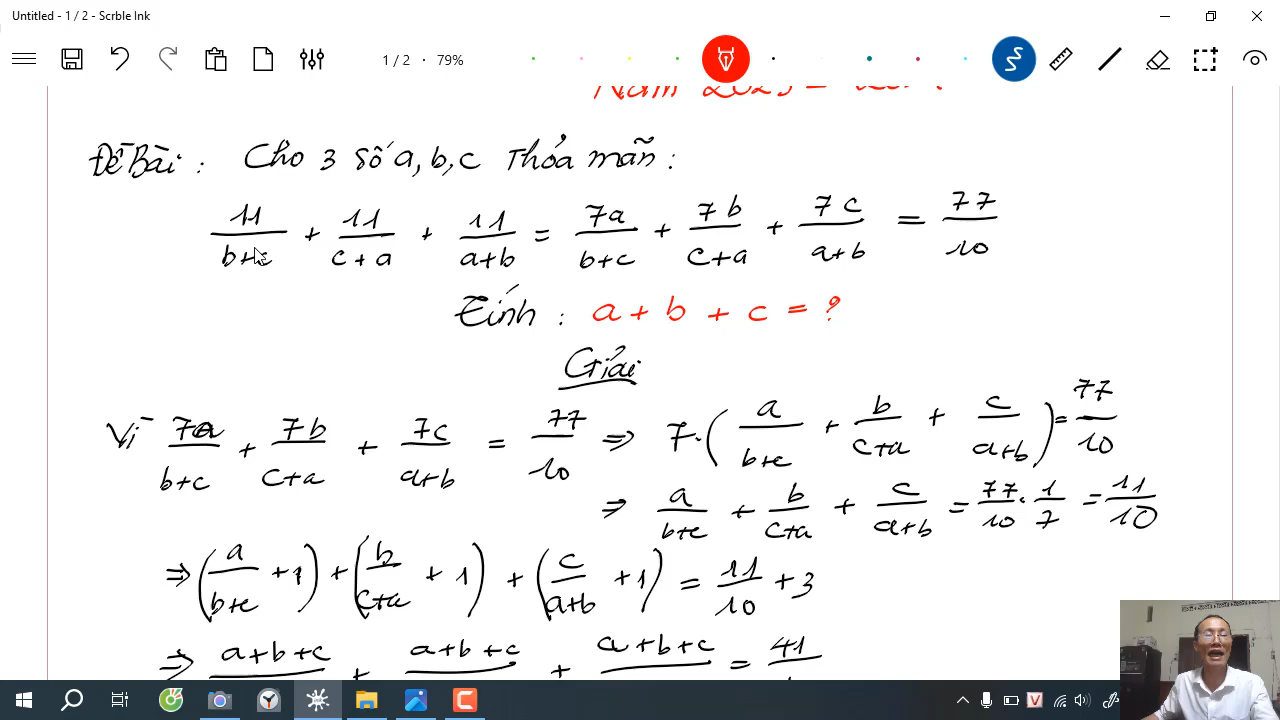 Untitled - 1 / 2 - Scrble Ink
1 / 2 • 79%
Đề Bài : Cho 3 số a, b, c Thỏa mãn :
11/(b+c) + 11/(c+a) + 11/(a+b) = 7a/(b+c) + 7b/(c+a) + 7c/(a+b) = 77/10
Tính : a + b + c = ?
Giải
Vì 7a/(b+c) + 7b/(c+a) + 7c/(a+b) = 77/10 ⇒ 7.(a/(b+c) + b/(c+a) + c/(a+b)) = 77/10
⇒ a/(b+c) + b/(c+a) + c/(a+b) = 77/10 . 1/7 = 11/10
⇒ (a/(b+c) + 1) + (b/(c+a) + 1) + (c/(a+b) + 1) = 11/10 + 3
⇒ a+b+c + a+b+c + a+b+c = 41
V